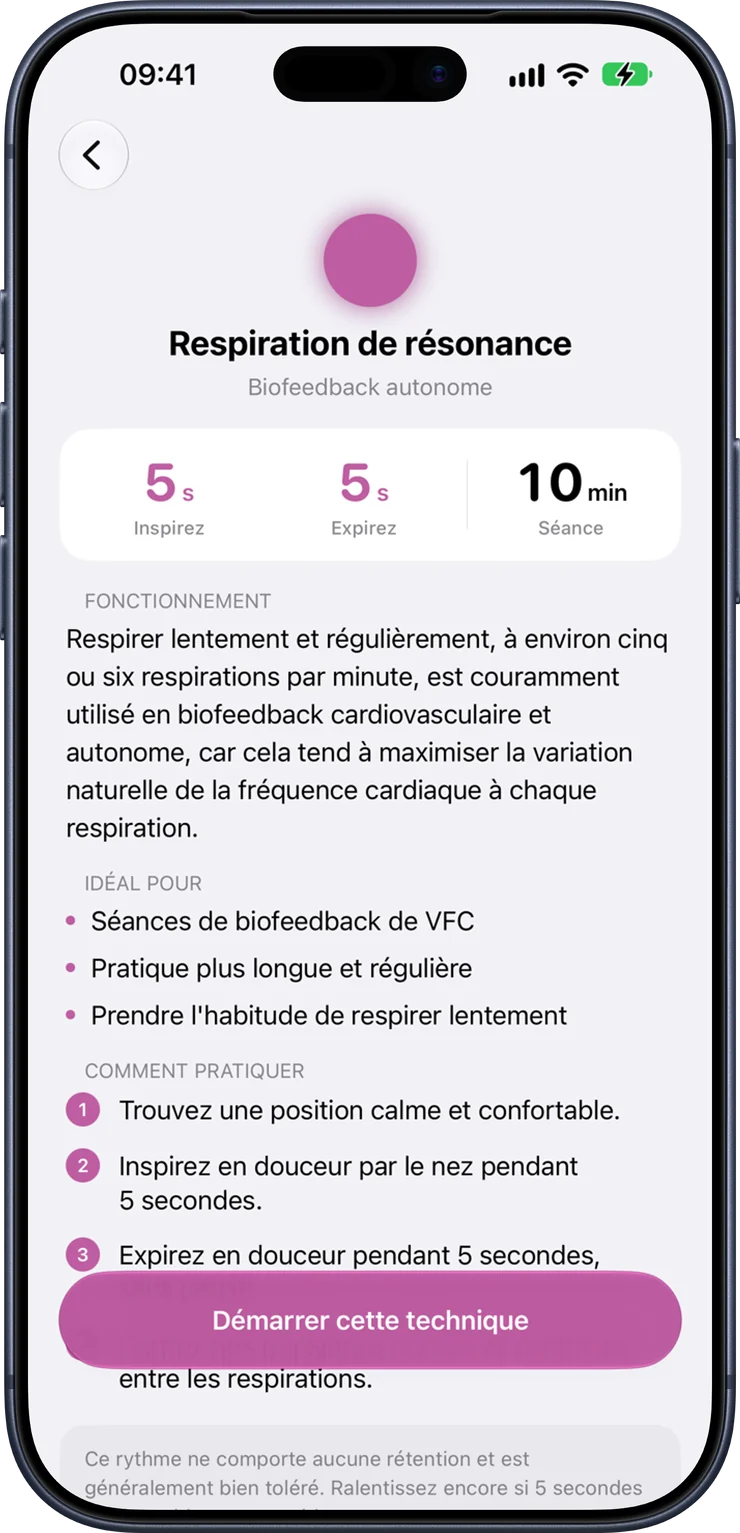 09:41
Respiration de résonance
Biofeedback autonome
5 s
Inspirez
5 s
Expirez
10 min
Séance
FONCTIONNEMENT
Respirer lentement et régulièrement, à environ cinq
ou six respirations par minute, est couramment
utilisé en biofeedback cardiovasculaire et
autonome, car cela tend à maximiser la variation
naturelle de la fréquence cardiaque à chaque
respiration.
IDÉAL POUR
• Séances de biofeedback de VFC
• Pratique plus longue et régulière
• Prendre l'habitude de respirer lentement
COMMENT PRATIQUER
1 Trouvez une position calme et confortable.
2 Inspirez en douceur par le nez pendant
5 secondes.
3 Expirez en douceur pendant 5 secondes,
Démarrer cette technique
entre les respirations.
Ce rythme ne comporte aucune rétention et est
généralement bien toléré. Ralentissez encore si 5 secondes